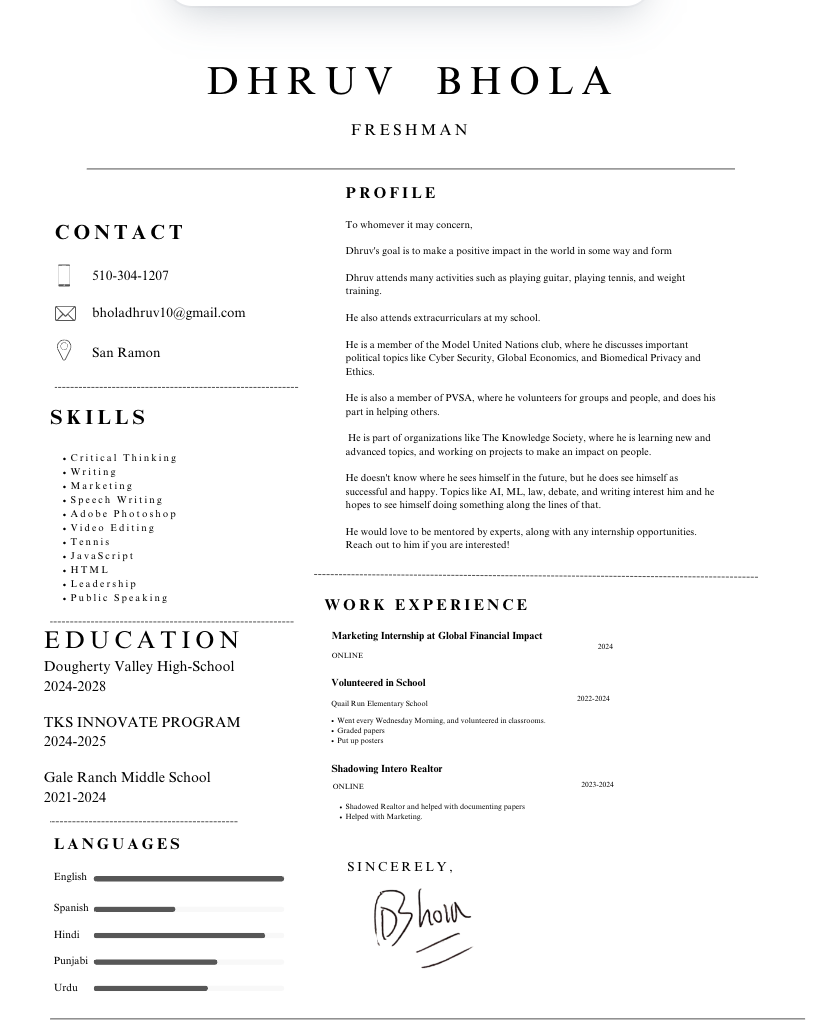 DHRUV BHOLA
FRESHMAN
CONTACT
510-304-1207
bholadhruv10@gmail.com
San Ramon
SKILLS
• Critical Thinking
• Writing
• Marketing
• Speech Writing
• Adobe Photoshop
• Video Editing
• Tennis
• JavaScript
• HTML
• Leadership
• Public Speaking
EDUCATION
Dougherty Valley High-School
2024-2028
TKS INNOVATE PROGRAM
2024-2025
Gale Ranch Middle School
2021-2024
LANGUAGES
English
Spanish
Hindi
Punjabi
Urdu
PROFILE
To whomever it may concern,
Dhruv's goal is to make a positive impact in the world in some way and form
Dhruv attends many activities such as playing guitar, playing tennis, and weight
training.
He also attends extracurriculars at my school.
He is a member of the Model United Nations club, where he discusses important
political topics like Cyber Security, Global Economics, and Biomedical Privacy and
Ethics.
He is also a member of PVSA, where he volunteers for groups and people, and does his
part in helping others.
He is part of organizations like The Knowledge Society, where he is learning new and
advanced topics, and working on projects to make an impact on people.
He doesn't know where he sees himself in the future, but he does see himself as
successful and happy. Topics like AI, ML, law, debate, and writing interest him and he
hopes to see himself doing something along the lines of that.
He would love to be mentored by experts, along with any internship opportunities.
Reach out to him if you are interested!
WORK EXPERIENCE
Marketing Internship at Global Financial Impact
2024
ONLINE
Volunteered in School
2022-2024
Quail Run Elementary School
• Went every Wednesday Morning, and volunteered in classrooms.
• Graded papers
• Put up posters
Shadowing Intero Realtor
ONLINE
2023-2024
• Shadowed Realtor and helped with documenting papers
• Helped with Marketing.
SINCERELY,
DBhola